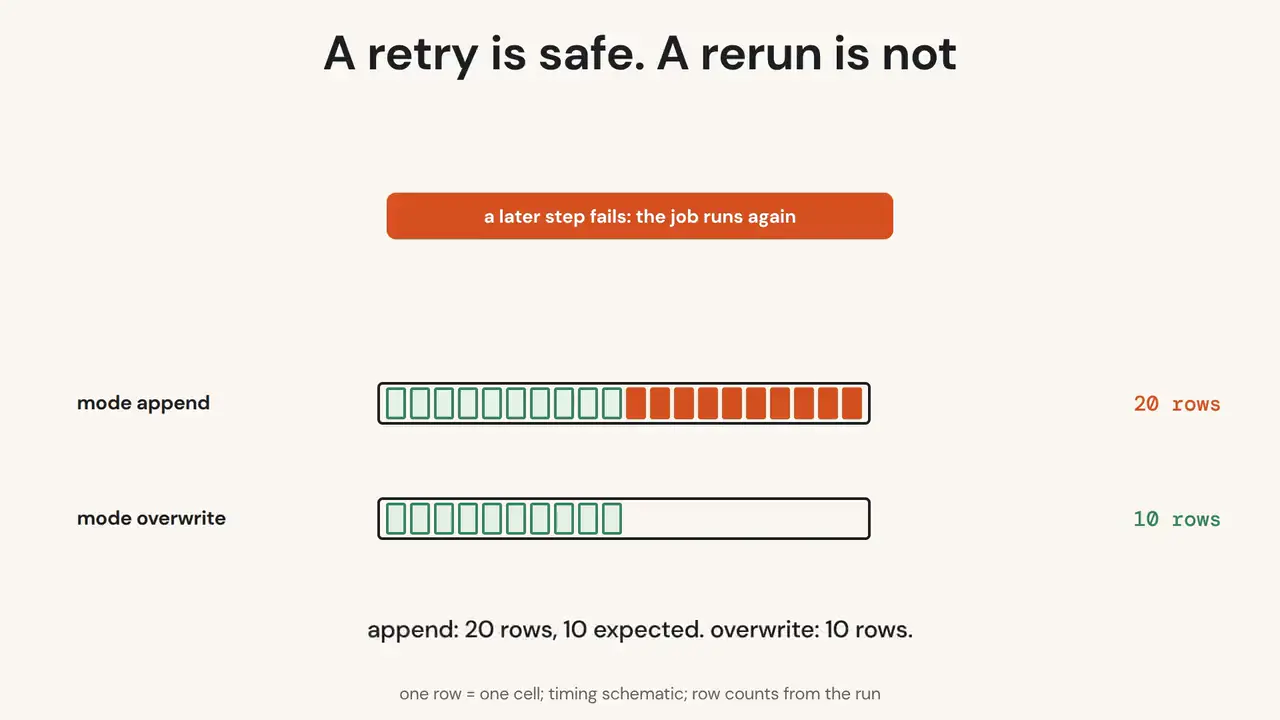 A retry is safe. A rerun is not
a later step fails: the job runs again
mode append
20 rows
mode overwrite
10 rows
append: 20 rows, 10 expected. overwrite: 10 rows.
one row = one cell; timing schematic; row counts from the run